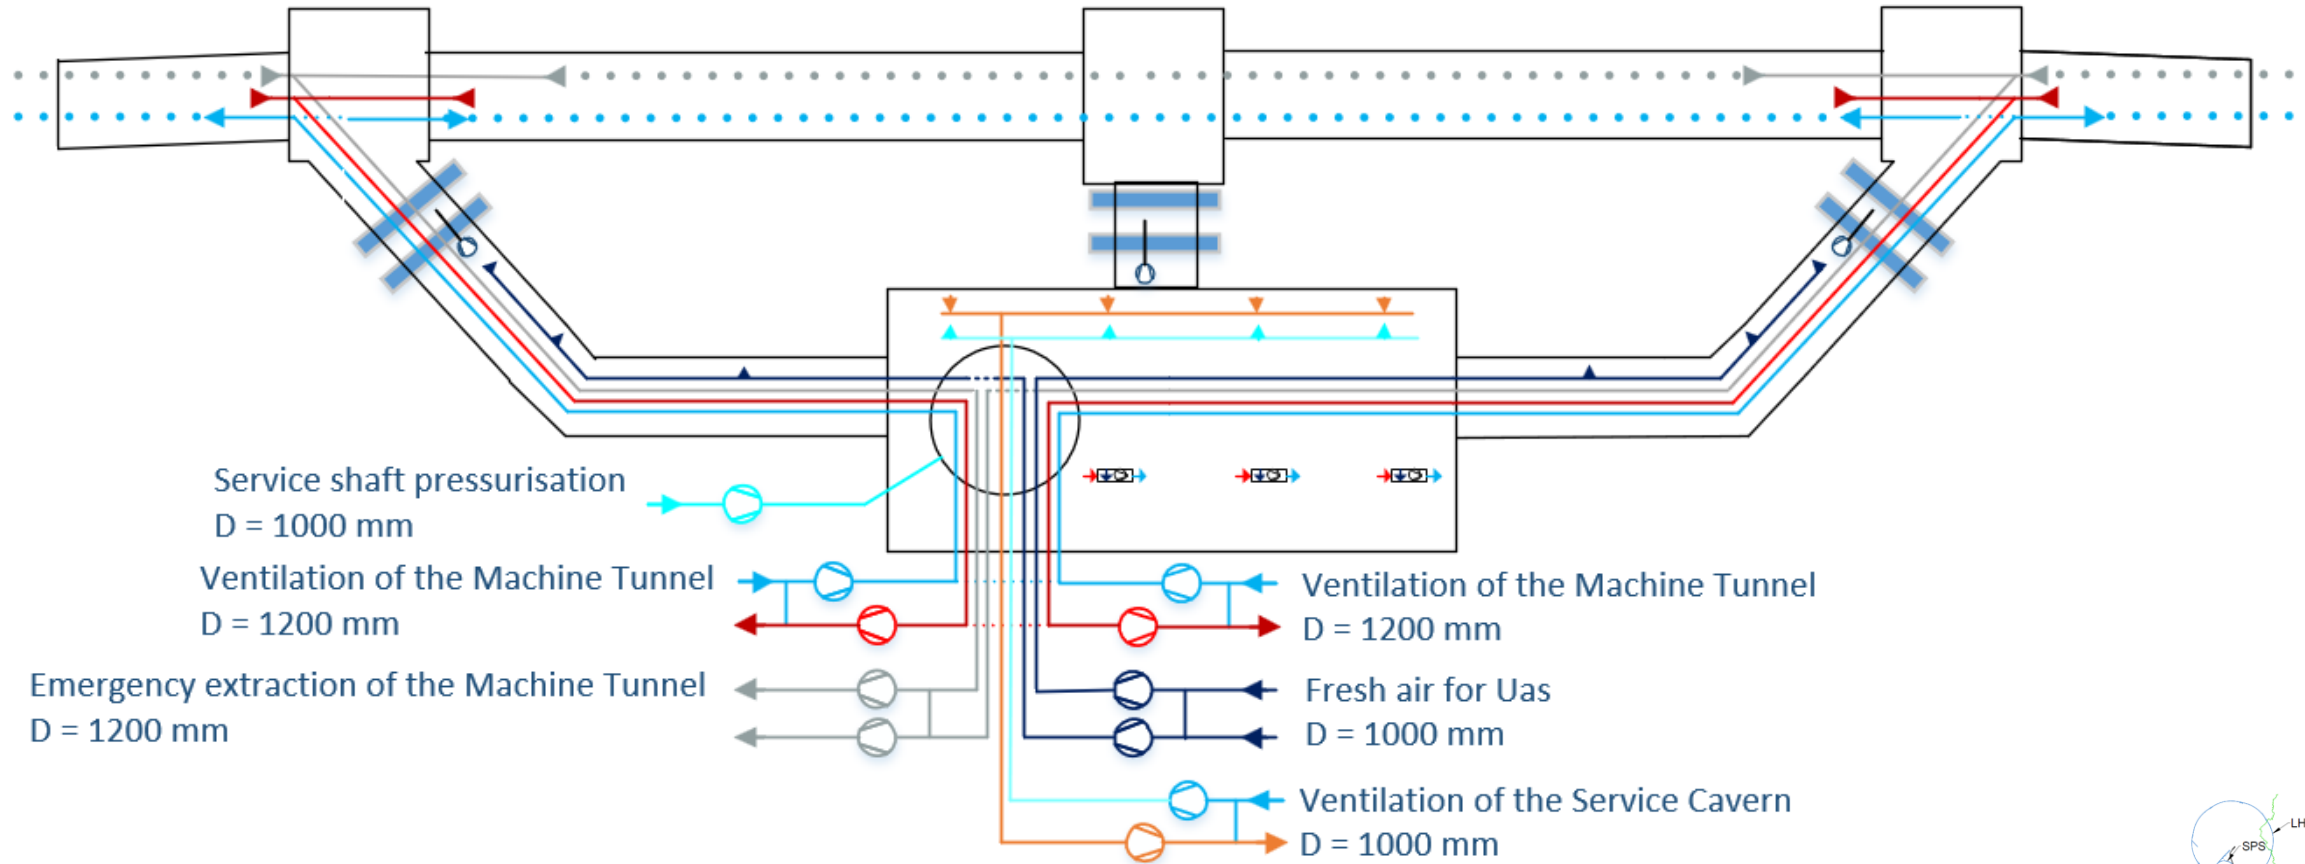 Service shaft pressurisation
D = 1000 mm
Ventilation of the Machine Tunnel
D = 1200 mm
Emergency extraction of the Machine Tunnel
D = 1200 mm
Ventilation of the Machine Tunnel
D = 1200 mm
Fresh air for Uas
D = 1000 mm
Ventilation of the Service Cavern
D = 1000 mm
LH
SPS